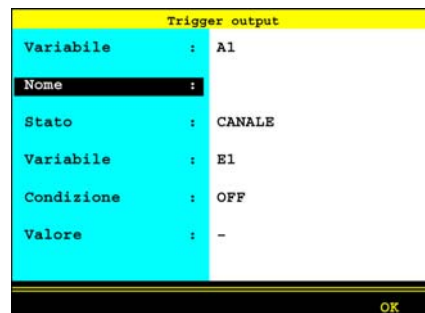 Trigger output
Variabile : A1
Nome :
Stato : CANALE
Variabile : E1
Condizione : OFF
Valore : -
OK